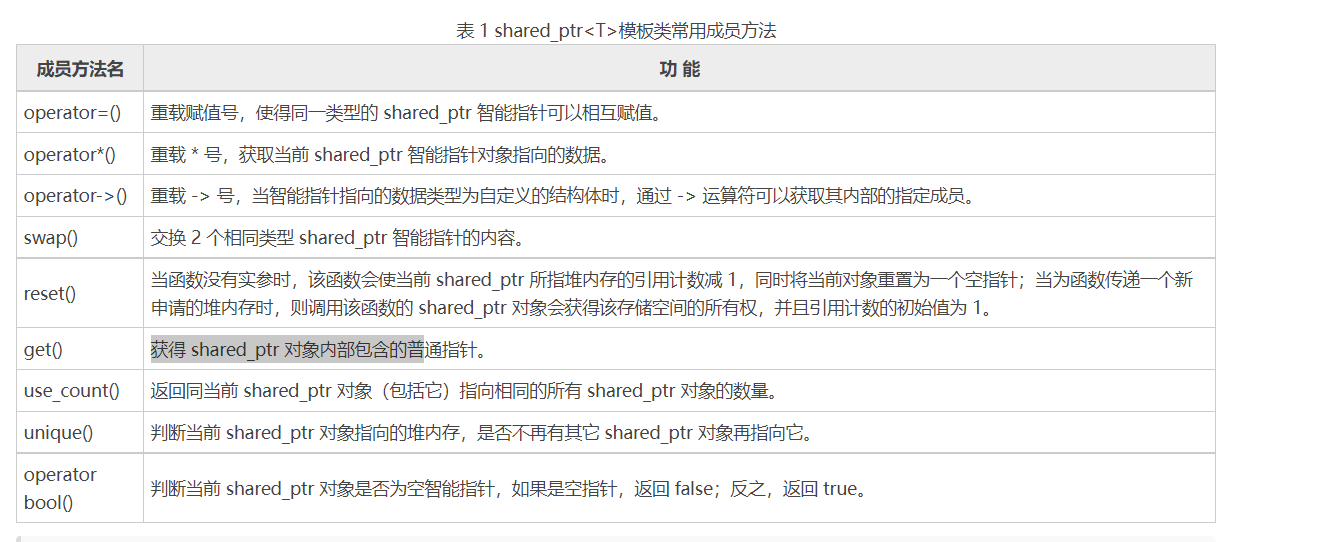 表 1 shared_ptr<T>模板类常用成员方法
成员方法名 功 能
operator=() 重载赋值号，使得同一类型的 shared_ptr 智能指针可以相互赋值。
operator*() 重载 * 号，获取当前 shared_ptr 智能指针对象指向的数据。
operator->() 重载 -> 号，当智能指针指向的数据类型为自定义的结构体时，通过 -> 运算符可以获取其内部的指定成员。
swap() 交换 2 个相同类型 shared_ptr 智能指针的内容。
reset() 当函数没有实参时，该函数会使当前 shared_ptr 所指堆内存的引用计数减 1，同时将当前对象重置为一个空指针；当为函数传递一个新
申请的堆内存时，则调用该函数的 shared_ptr 对象会获得该存储空间的所有权，并且引用计数的初始值为 1。
get() 获得 shared_ptr 对象内部包含的普通指针。
use_count() 返回同当前 shared_ptr 对象（包括它）指向相同的所有 shared_ptr 对象的数量。
unique() 判断当前 shared_ptr 对象指向的堆内存，是否不再有其它 shared_ptr 对象再指向它。
operator
bool() 判断当前 shared_ptr 对象是否为空智能指针，如果是空指针，返回 false；反之，返回 true。